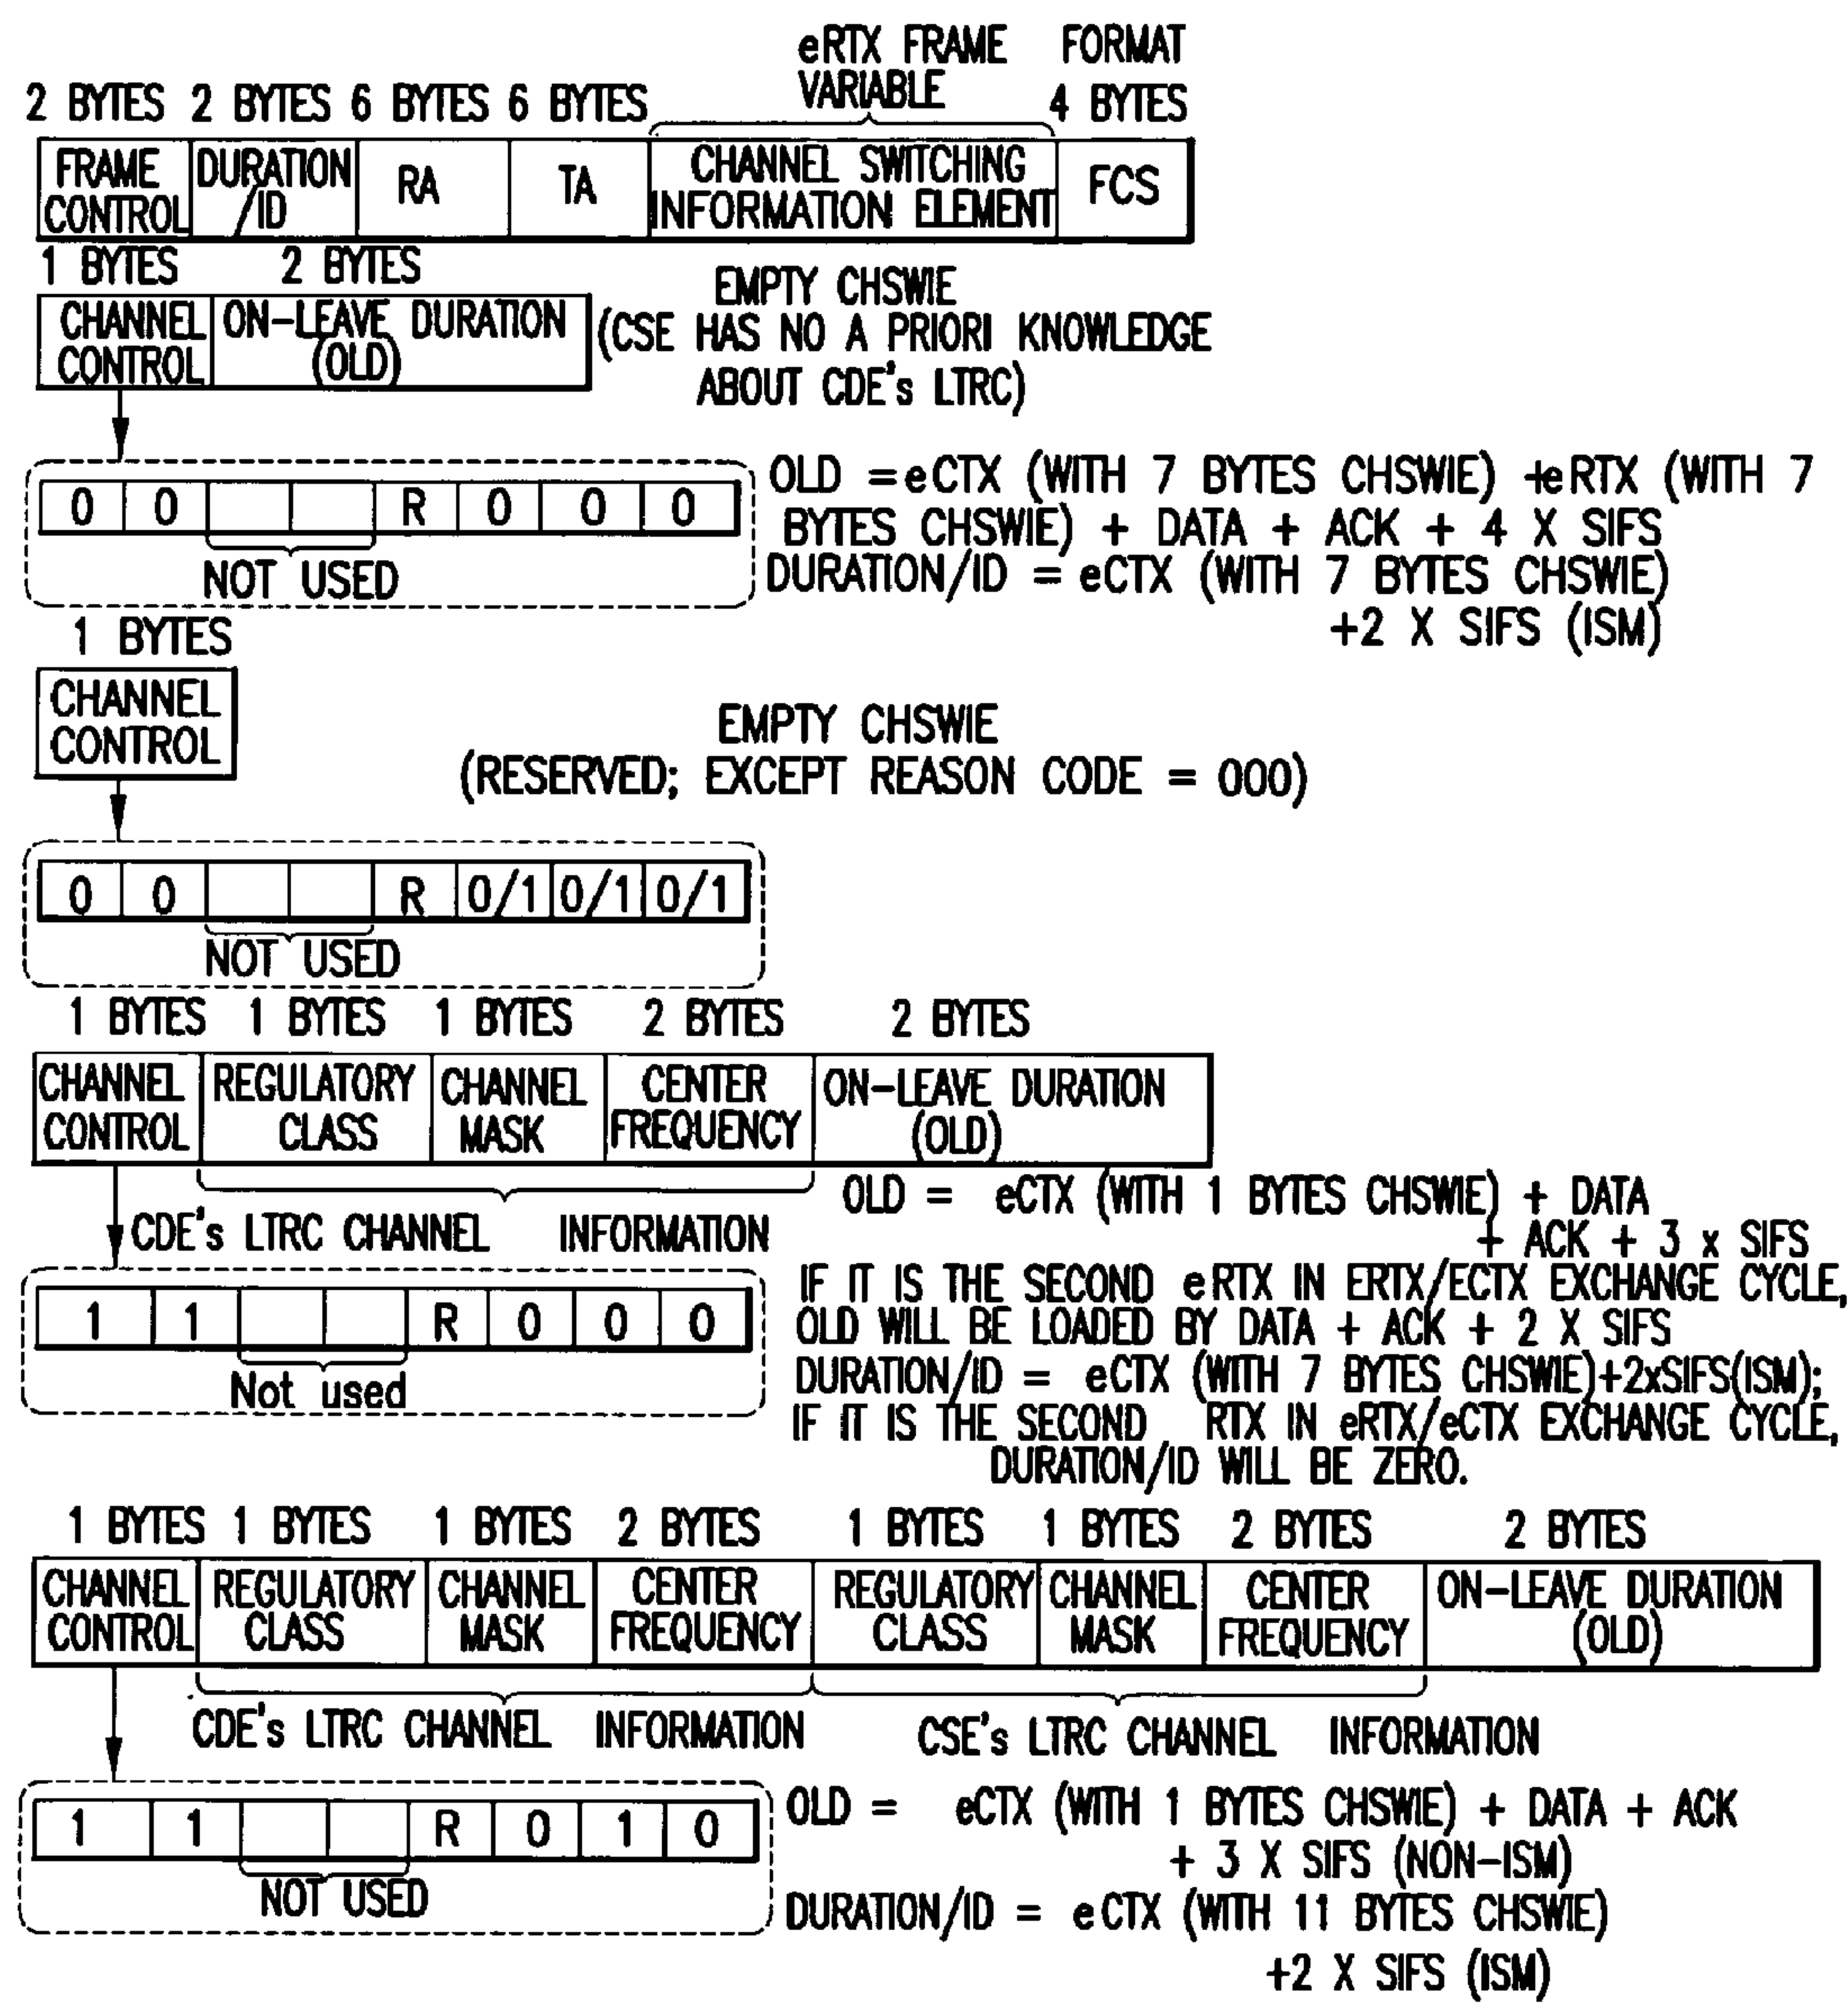 eRTX FRAME FORMAT
VARIABLE
2 BYTES 2 BYTES 6 BYTES 6 BYTES 4 BYTES
FRAME CONTROL DURATION /ID RA TA CHANNEL SWITCHING INFORMATION ELEMENT FCS
1 BYTES 2 BYTES
CHANNEL CONTROL ON-LEAVE DURATION (OLD)
EMPTY CHSWIE
(CSE HAS NO A PRIORI KNOWLEDGE
ABOUT CDE's LTRC)
0 0 R 0 0 0
NOT USED
OLD = eCTX (WITH 7 BYTES CHSWIE) +eRTX (WITH 7
BYTES CHSWIE) + DATA + ACK + 4 X SIFS
DURATION/ID = eCTX (WITH 7 BYTES CHSWIE)
+2 X SIFS (ISM)
1 BYTES
CHANNEL CONTROL
EMPTY CHSWIE
(RESERVED; EXCEPT REASON CODE = 000)
0 0 R 0/1 0/1 0/1
NOT USED
1 BYTES 1 BYTES 1 BYTES 2 BYTES 2 BYTES
CHANNEL CONTROL REGULATORY CLASS CHANNEL MASK CENTER FREQUENCY ON-LEAVE DURATION (OLD)
CDE's LTRC CHANNEL INFORMATION
OLD = eCTX (WITH 1 BYTES CHSWIE) + DATA
+ ACK + 3 x SIFS
1 1 R 0 0 0
Not used
IF IT IS THE SECOND eRTX IN ERTX/ECTX EXCHANGE CYCLE,
OLD WILL BE LOADED BY DATA + ACK + 2 X SIFS
DURATION/ID = eCTX (WITH 7 BYTES CHSWIE)+2xSIFS(ISM);
IF IT IS THE SECOND RTX IN eRTX/eCTX EXCHANGE CYCLE,
DURATION/ID WILL BE ZERO.
1 BYTES 1 BYTES 1 BYTES 2 BYTES 1 BYTES 1 BYTES 2 BYTES 2 BYTES
CHANNEL CONTROL REGULATORY CLASS CHANNEL MASK CENTER FREQUENCY REGULATORY CLASS CHANNEL MASK CENTER FREQUENCY ON-LEAVE DURATION (OLD)
CDE's LTRC CHANNEL INFORMATION CSE's LTRC CHANNEL INFORMATION
1 1 R 0 1 0
NOT USED
OLD = eCTX (WITH 1 BYTES CHSWIE) + DATA + ACK
+ 3 X SIFS (NON-ISM)
DURATION/ID = eCTX (WITH 11 BYTES CHSWIE)
+2 X SIFS (ISM)